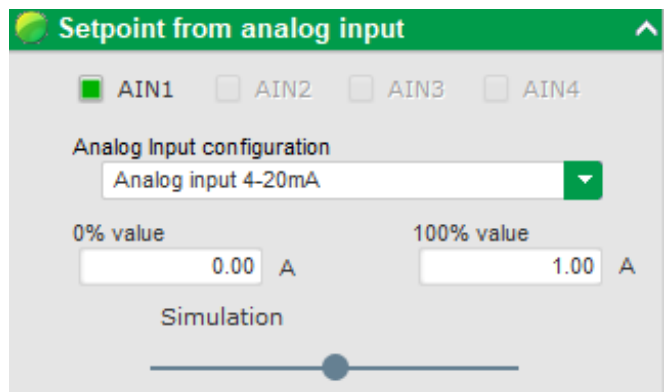 Setpoint from analog input
AIN1 AIN2 AIN3 AIN4
Analog Input configuration
Analog input 4-20mA
0% value 100% value
0.00 A 1.00 A
Simulation